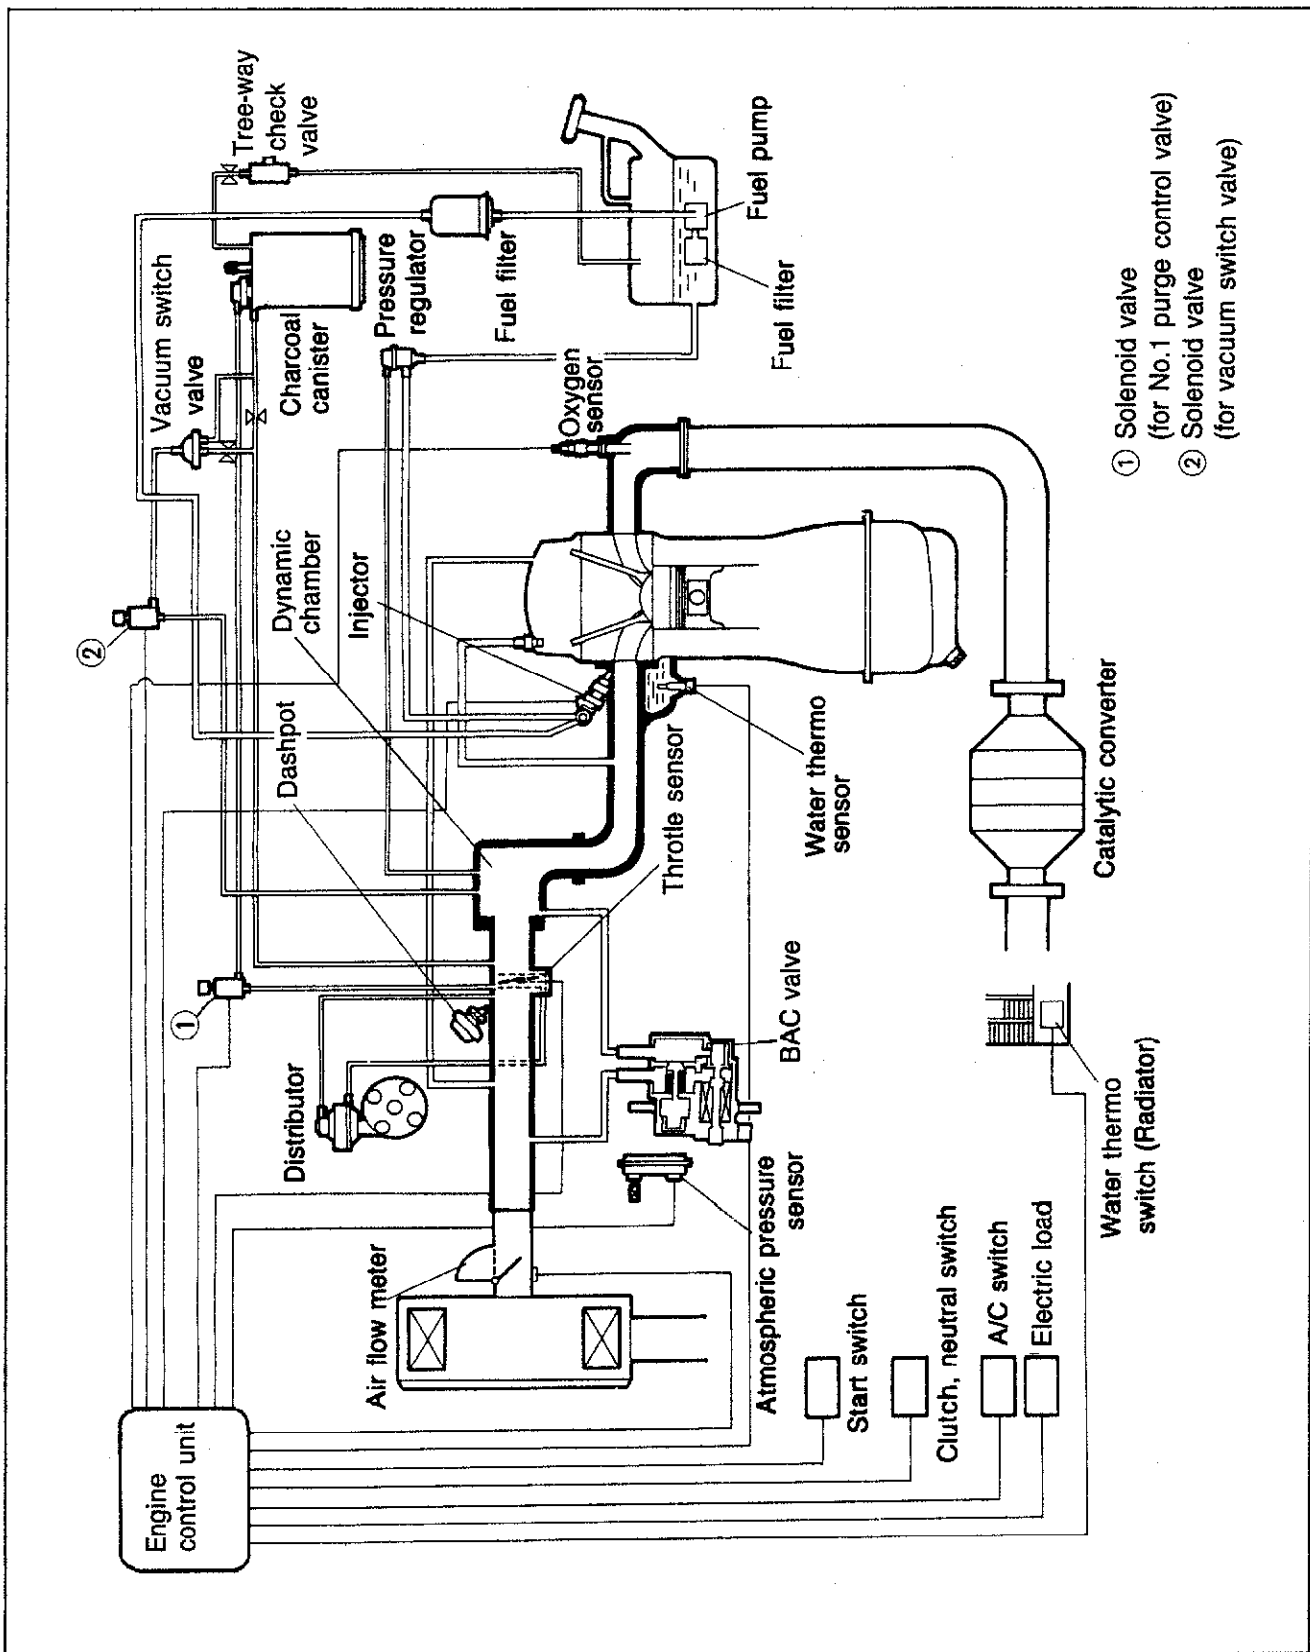 Engine
control unit
Air flow meter
Distributor
①
Dashpot
Dynamic
chamber
Injector
②
Vacuum switch
valve
Charcoal
canister
Tree-way
check
valve
Pressure
regulator
Fuel filter
Oxygen
sensor
Fuel pump
Fuel filter
Atmospheric pressure
sensor
BAC valve
Throttle sensor
Water thermo
sensor
Start switch
Clutch, neutral switch
A/C switch
Electric load
Water thermo
switch (Radiator)
Catalytic converter
① Solenoid valve
(for No.1 purge control valve)
② Solenoid valve
(for vacuum switch valve)